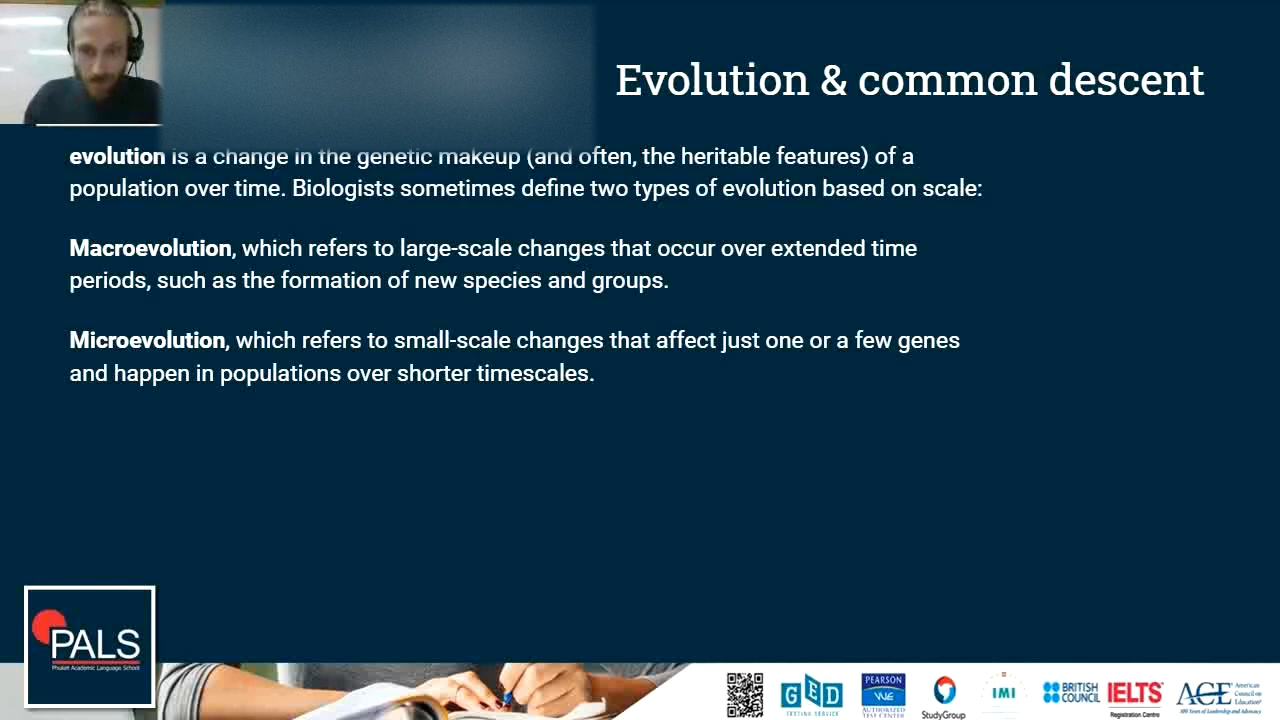 Evolution & common descent
evolution is a change in the genetic makeup (and often, the heritable features) of a
population over time. Biologists sometimes define two types of evolution based on scale:
Macroevolution, which refers to large-scale changes that occur over extended time
periods, such as the formation of new species and groups.
Microevolution, which refers to small-scale changes that affect just one or a few genes
and happen in populations over shorter timescales.
PALS
Phuket Academic Language School
GED
TESTING SERVICE
PEARSON
VUE
AUTHORIZED
TEST CENTER
StudyGroup
IMI
BRITISH
COUNCIL
IELTS
Registration Centre
ACE
American
Council on
Education
100 Years of Leadership and Advocacy